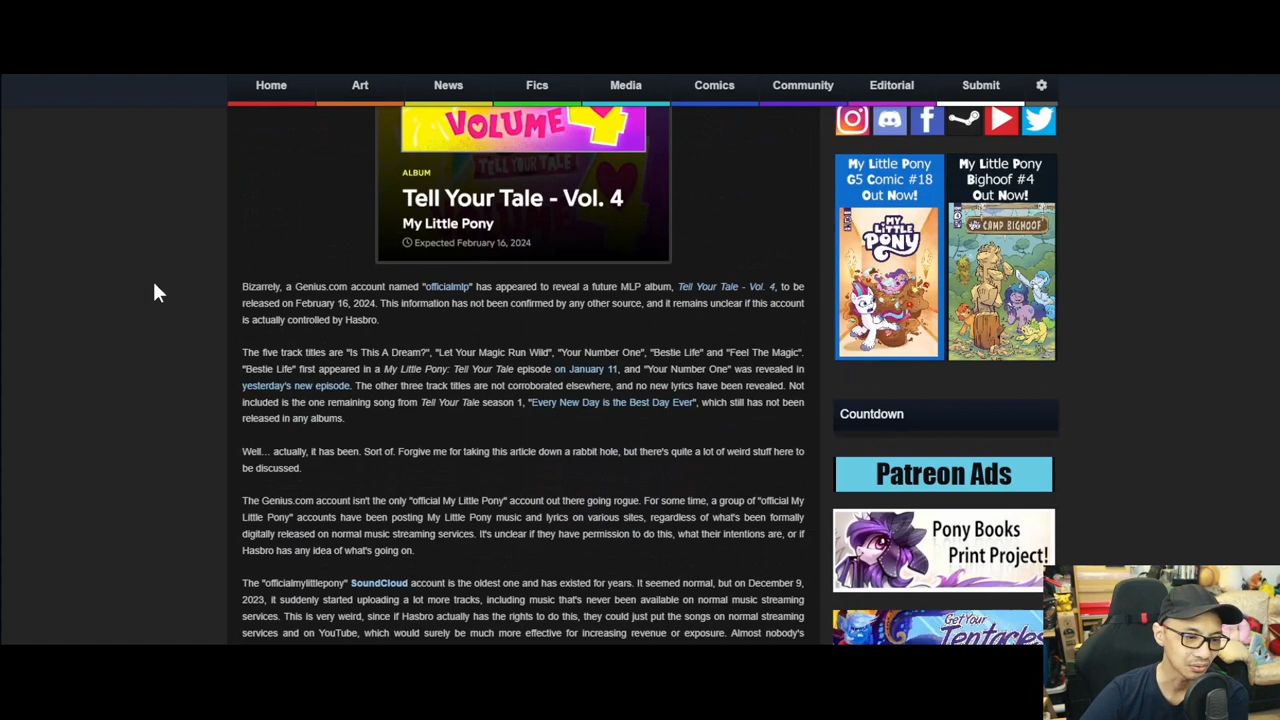 Home Art News Fics Media Comics Community Editorial Submit
VOLUME 4
TELL YOUR TALE
ALBUM
Tell Your Tale - Vol. 4
My Little Pony
Expected February 16, 2024
Bizarrely, a Genius.com account named "officialmlp" has appeared to reveal a future MLP album, Tell Your Tale - Vol. 4, to be
released on February 16, 2024. This information has not been confirmed by any other source, and it remains unclear if this account
is actually controlled by Hasbro.
The five track titles are "Is This A Dream?", "Let Your Magic Run Wild", "Your Number One", "Bestie Life" and "Feel The Magic".
"Bestie Life" first appeared in a My Little Pony: Tell Your Tale episode on January 11, and "Your Number One" was revealed in
yesterday's new episode. The other three track titles are not corroborated elsewhere, and no new lyrics have been revealed. Not
included is the one remaining song from Tell Your Tale season 1, "Every New Day is the Best Day Ever", which still has not been
released in any albums.
Well... actually, it has been. Sort of. Forgive me for taking this article down a rabbit hole, but there's quite a lot of weird stuff here to
be discussed.
The Genius.com account isn't the only "official My Little Pony" account out there going rogue. For some time, a group of "official My
Little Pony" accounts have been posting My Little Pony music and lyrics on various sites, regardless of what's been formally
digitally released on normal music streaming services. It's unclear if they have permission to do this, what their intentions are, or if
Hasbro has any idea of what's going on.
The "officialmylittlepony" SoundCloud account is the oldest one and has existed for years. It seemed normal, but on December 9,
2023, it suddenly started uploading a lot more tracks, including music that's never been available on normal music streaming
services. This is very weird, since if Hasbro actually has the rights to do this, they could just put the songs on normal streaming
services and on YouTube, which would surely be much more effective for increasing revenue or exposure. Almost nobody's
My Little Pony
G5 Comic #18
Out Now!
MY
LITTLE
PONY
My Little Pony
Bighoof #4
Out Now!
CAMP BIGHOOF
Countdown
Patreon Ads
Pony Books
Print Project!
GET YOUR
Tentacles